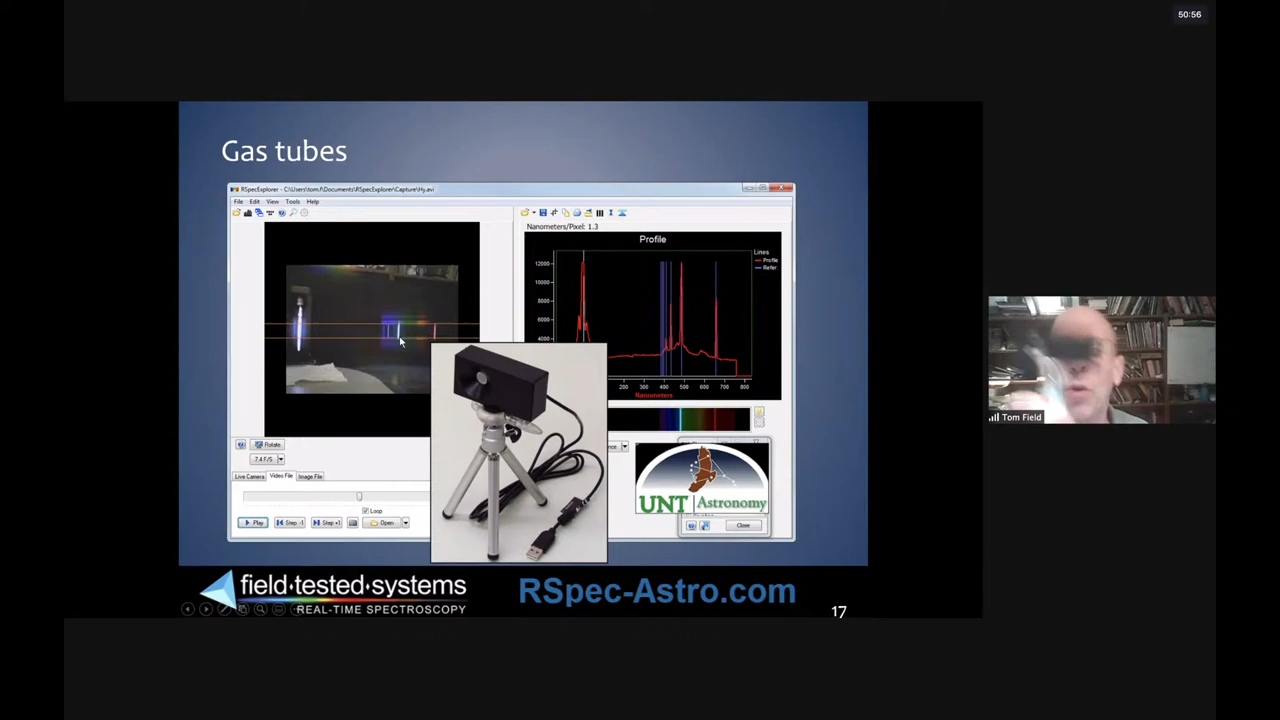 50:56
Gas tubes
RSpecExplorer - C:\Users\tom.f\Documents\RSpecExplorer\Capture\Hy.avi
File Edit View Tools Help
Nanometers/Pixel: 1.3
Profile
Lines
Profile
Refer.
12000
10000
8000
6000
4000
200 300 400 500 600 700 800
Nanometers
Rotate
7.4 F/S
Live Camera Video File Image File
Loop
Play Step -1 Step +1 Open
UNT Astronomy
Close
Tom Field
field·tested·systems
REAL-TIME SPECTROSCOPY
RSpec-Astro.com
17